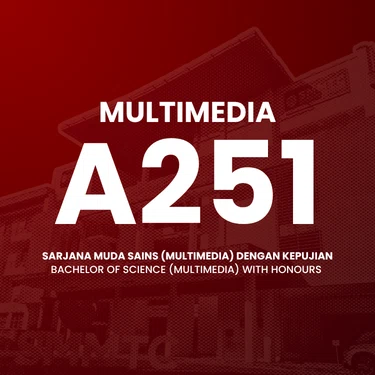 MULTIMEDIA
A251
SARJANA MUDA SAINS (MULTIMEDIA) DENGAN KEPUJIAN
BACHELOR OF SCIENCE (MULTIMEDIA) WITH HONOURS